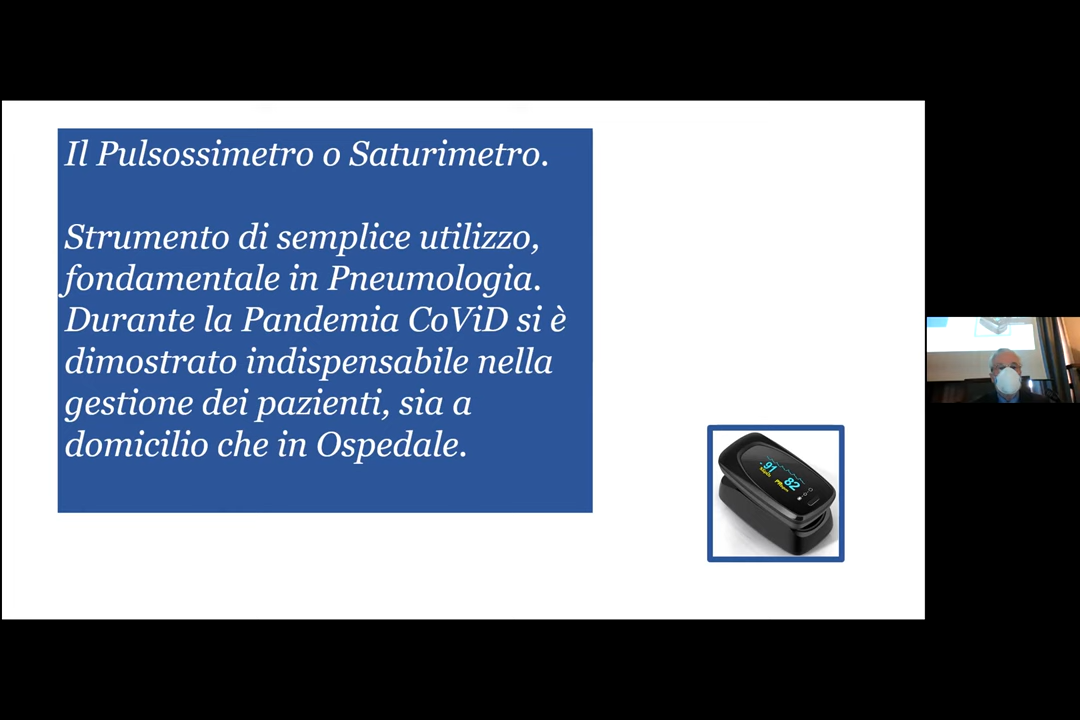 Il Pulsossimetro o Saturimetro.
Strumento di semplice utilizzo,
fondamentale in Pneumologia.
Durante la Pandemia CoViD si è
dimostrato indispensabile nella
gestione dei pazienti, sia a
domicilio che in Ospedale.
91
82